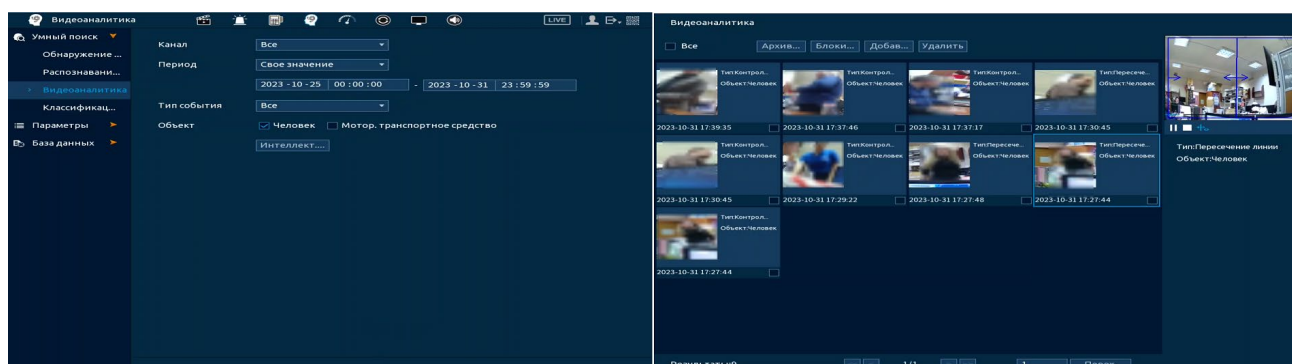 Видеоаналитика
LIVE
Умный поиск
Обнаружение ...
Распознавани...
Видеоаналитика
Классификац...
Параметры
База данных
Канал Все
Период Свое значение
2023 - 10 - 25 00 : 00 : 00 - 2023 - 10 - 31 23 : 59 : 59
Тип события Все
Объект Человек Мотор. транспортное средство
Интеллект....
Видеоаналитика
Все Архив... Блоки... Добав... Удалить
Тип:Контрол... Тип:Контрол... Тип:Контрол... Тип:Пересече...
Объект:Человек Объект:Человек Объект:Человек Объект:Человек
2023-10-31 17:39:35 2023-10-31 17:37:46 2023-10-31 17:37:17 2023-10-31 17:30:45
Тип:Контрол... Тип:Контрол... Тип:Пересече... Тип:Пересече...
Объект:Человек Объект:Человек Объект:Человек Объект:Человек
2023-10-31 17:30:45 2023-10-31 17:29:22 2023-10-31 17:27:48 2023-10-31 17:27:44
Тип:Контрол...
Объект:Человек
2023-10-31 17:27:44
Тип:Пересечение линии
Объект:Человек
1/1 1